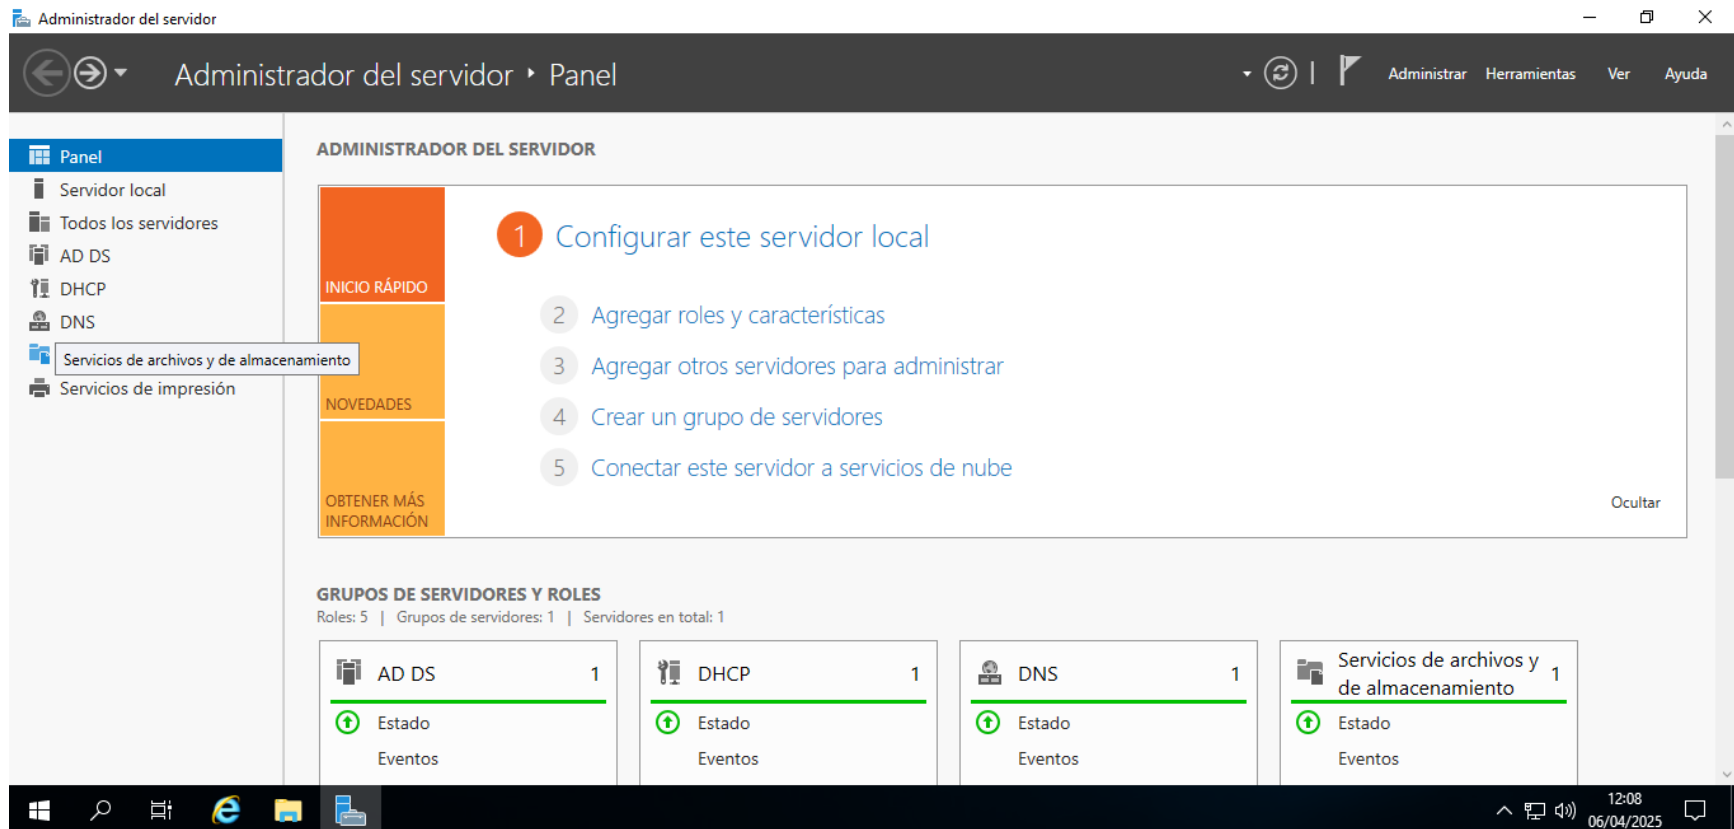 Administrador del servidor
Administrador del servidor ‣ Panel
Administrar Herramientas Ver Ayuda
Panel
Servidor local
Todos los servidores
AD DS
DHCP
DNS
Servicios de archivos y de almacenamiento
Servicios de impresión
ADMINISTRADOR DEL SERVIDOR
INICIO RÁPIDO
NOVEDADES
OBTENER MÁS
INFORMACIÓN
1 Configurar este servidor local
2 Agregar roles y características
3 Agregar otros servidores para administrar
4 Crear un grupo de servidores
5 Conectar este servidor a servicios de nube
Ocultar
GRUPOS DE SERVIDORES Y ROLES
Roles: 5 | Grupos de servidores: 1 | Servidores en total: 1
AD DS 1
Estado
Eventos
DHCP 1
Estado
Eventos
DNS 1
Estado
Eventos
Servicios de archivos y
de almacenamiento 1
Estado
Eventos
12:08
06/04/2025